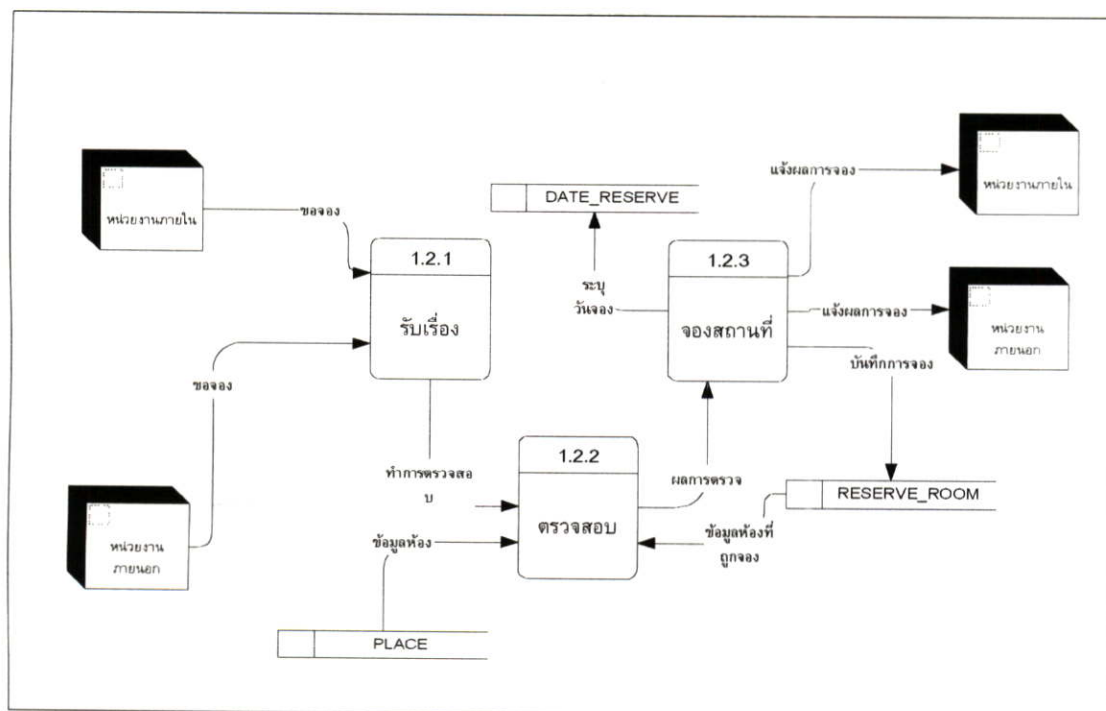 หน่วยงานภายใน
ขอจอง
DATE_RESERVE
แจ้งผลการจอง
หน่วยงานภายใน
1.2.1
รับเรื่อง
ระบุ
วันจอง
1.2.3
จองสถานที่
แจ้งผลการจอง
หน่วยงาน
ภายนอก
บันทึกการจอง
ขอจอง
หน่วยงาน
ภายนอก
ทำการตรวจสอ
บ
1.2.2
ตรวจสอบ
ผลการตรวจ
RESERVE_ROOM
ข้อมูลห้อง
ข้อมูลห้องที่
ถูกจอง
PLACE